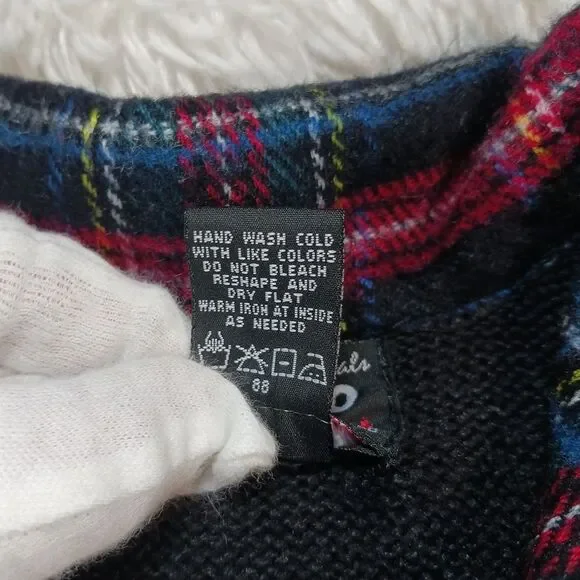 HAND WASH COLD
WITH LIKE COLORS
DO NOT BLEACH
RESHAPE AND
DRY FLAT
WARM IRON AT INSIDE
AS NEEDED
88